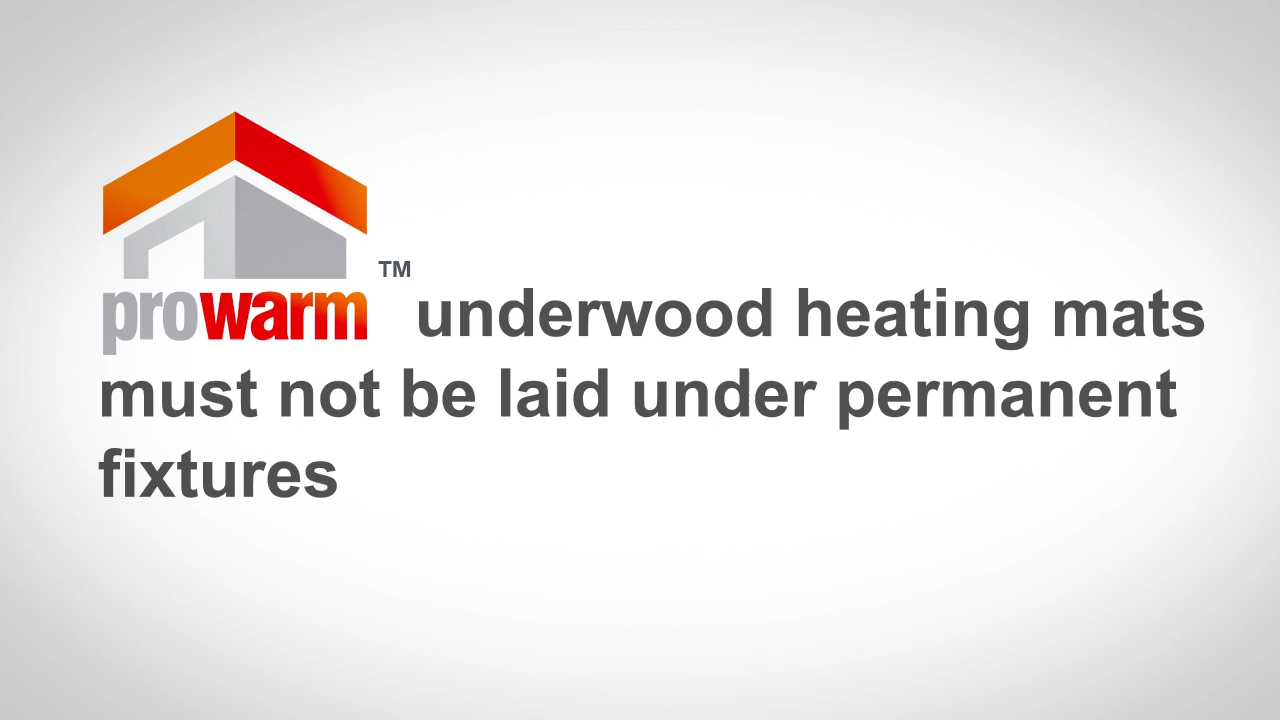 prowarm™ underwood heating mats
must not be laid under permanent
fixtures